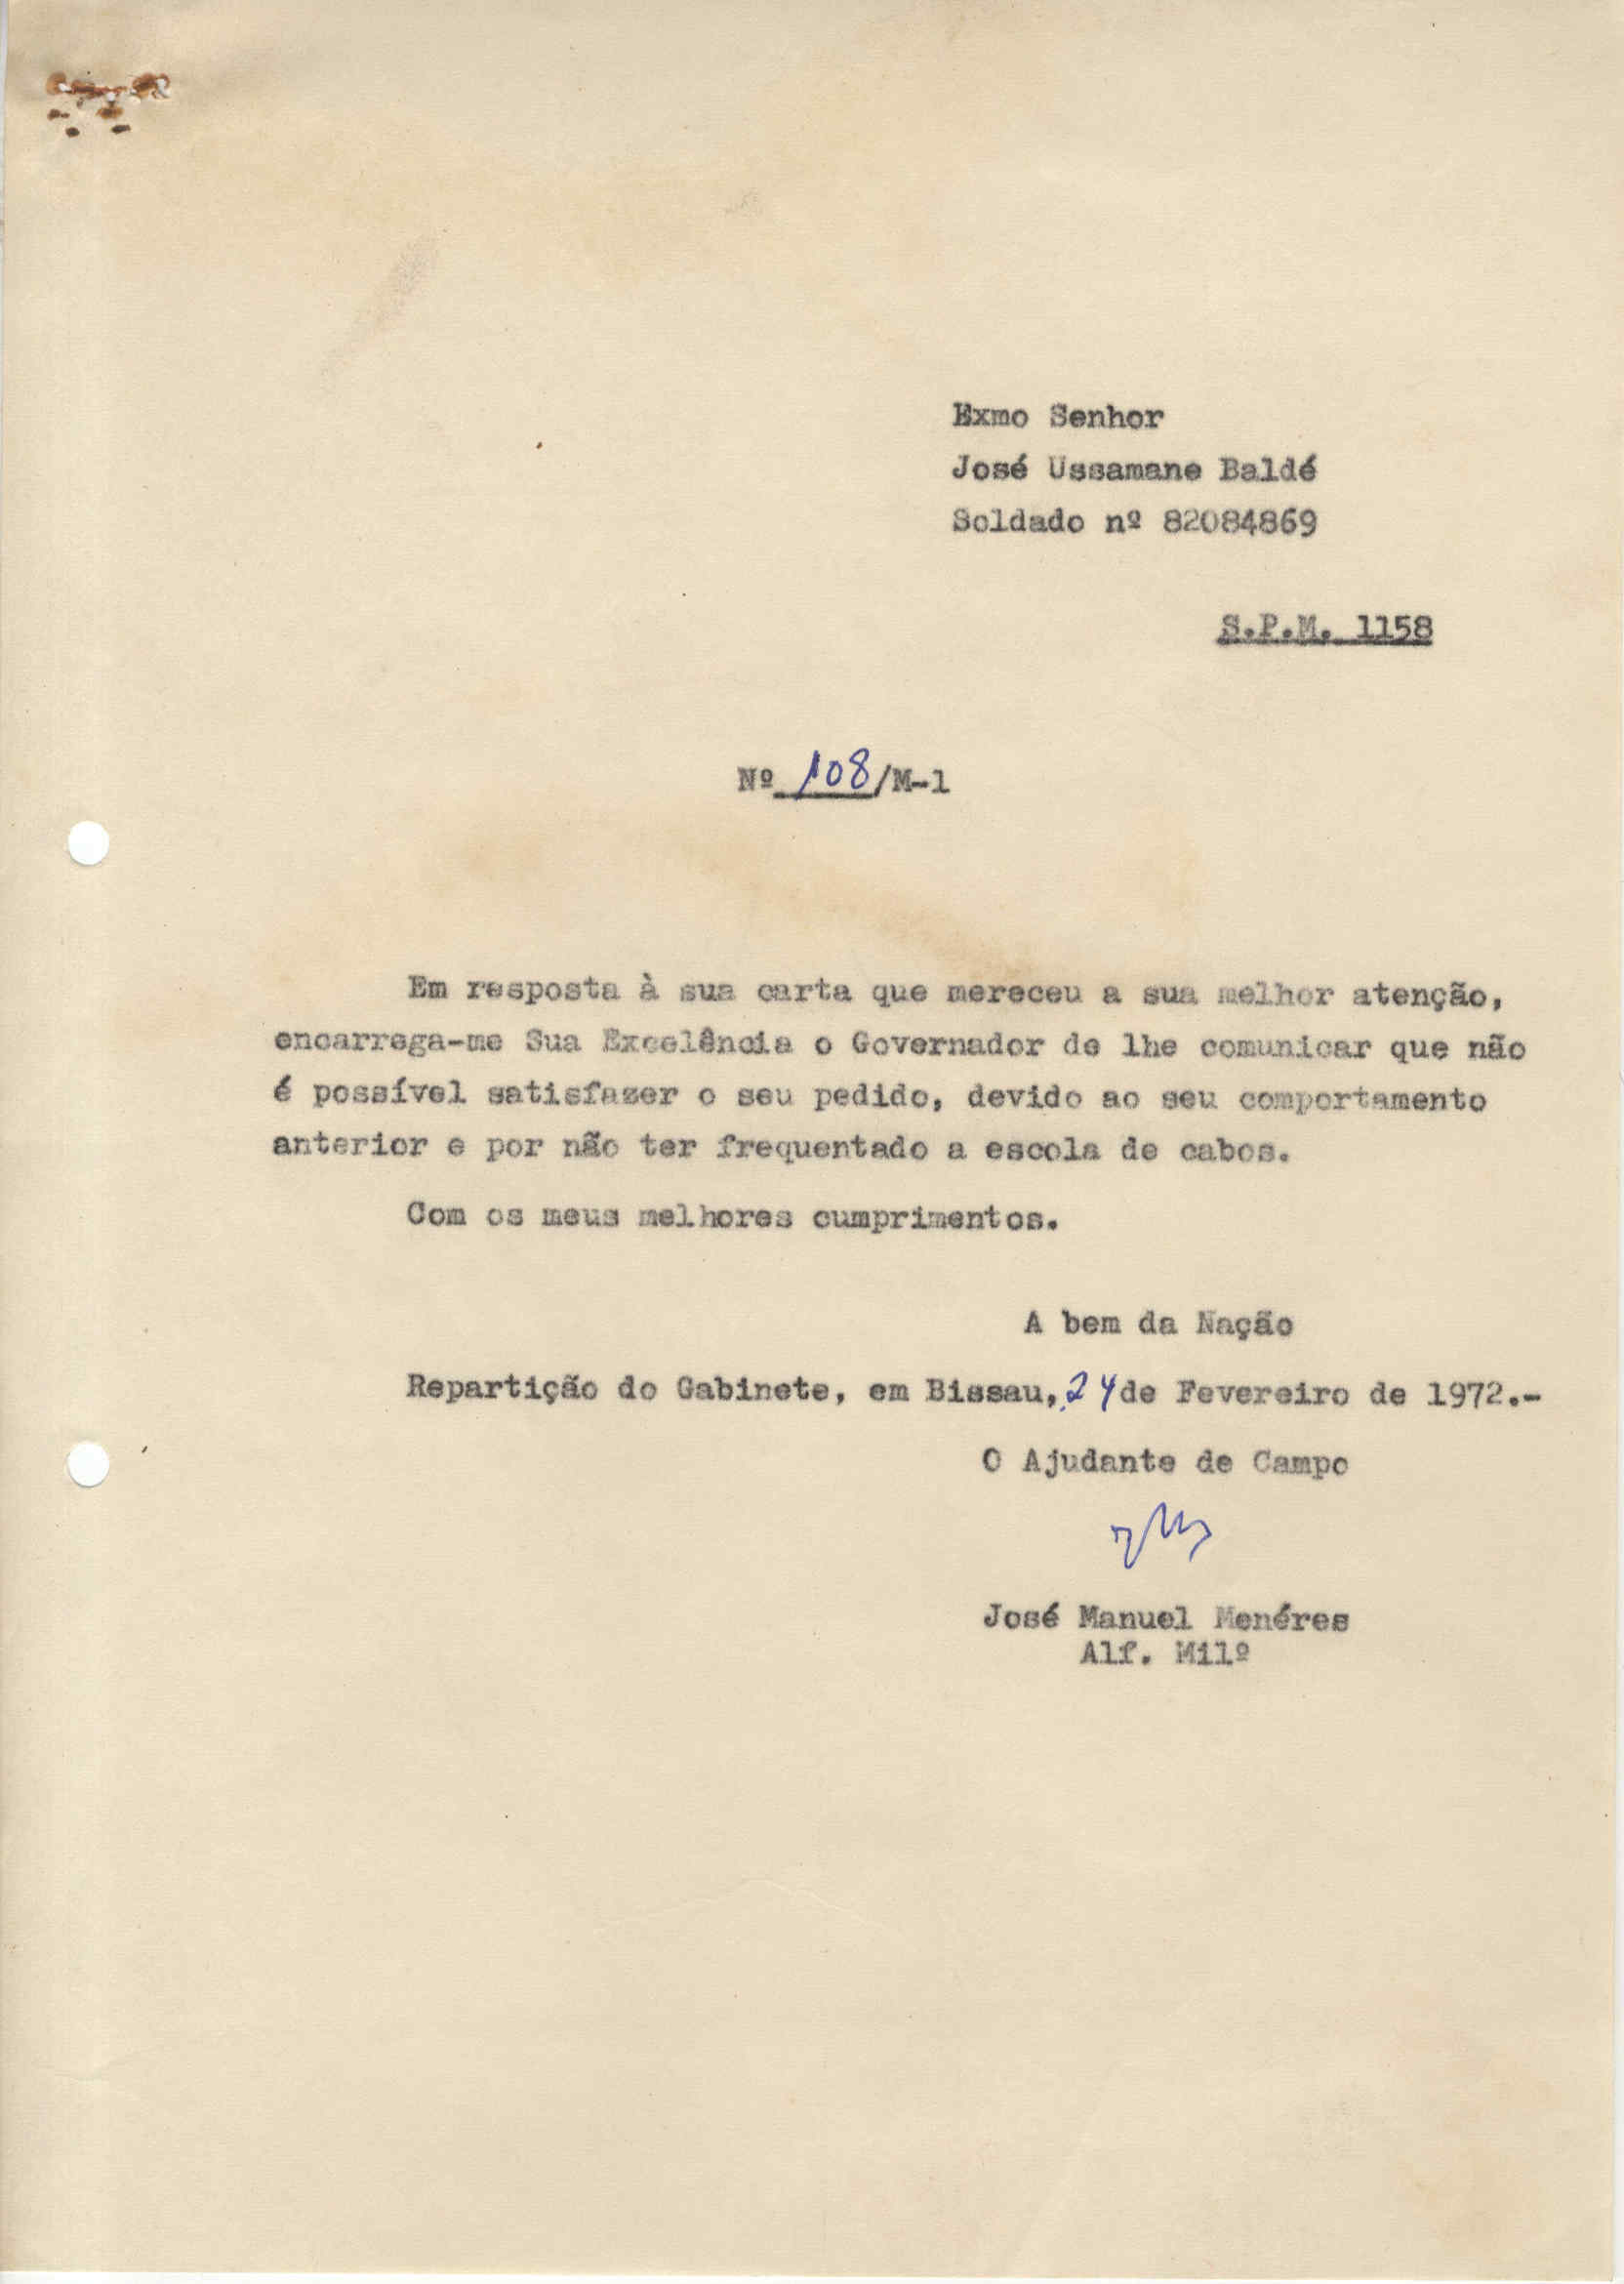 Exmo Senhor
José Ussamane Baldé
Soldado nº 82084869
S.P.M. 1158
Nº 108/M-1
Em resposta à sua carta que mereceu a sua melhor atenção,
encarrega-me Sua Excelência o Governador de lhe comunicar que não
é possível satisfazer o seu pedido, devido ao seu comportamento
anterior e por não ter frequentado a escola de cabos.
Com os meus melhores cumprimentos.
A bem da Nação
Repartição do Gabinete, em Bissau, 24 de Fevereiro de 1972.-
O Ajudante de Campo
José Manuel Menéres
Alf. Milº